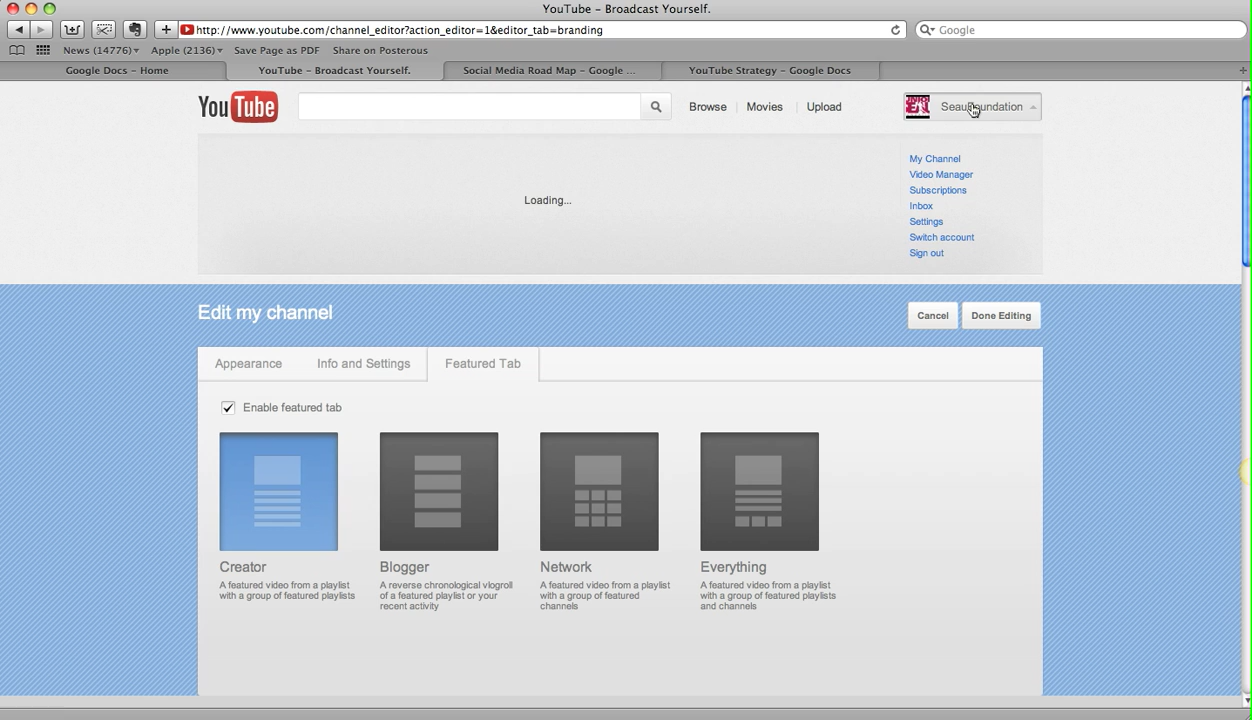 YouTube - Broadcast Yourself.
http://www.youtube.com/channel_editor?action_editor=1&editor_tab=branding
Google
News (14776)
Apple (2136)
Save Page as PDF
Share on Posterous
Google Docs - Home
YouTube - Broadcast Yourself.
Social Media Road Map - Google ...
YouTube Strategy - Google Docs
YouTube
Browse
Movies
Upload
My Channel
Video Manager
Subscriptions
Inbox
Settings
Switch account
Sign out
Loading...
Edit my channel
Cancel
Done Editing
Appearance
Info and Settings
Featured Tab
Enable featured tab
Creator
A featured video from a playlist
with a group of featured playlists
Blogger
A reverse chronological vlogroll
of a featured playlist or your
recent activity
Network
A featured video from a playlist
with a group of featured
channels
Everything
A featured video from a playlist
with a group of featured playlists
and channels